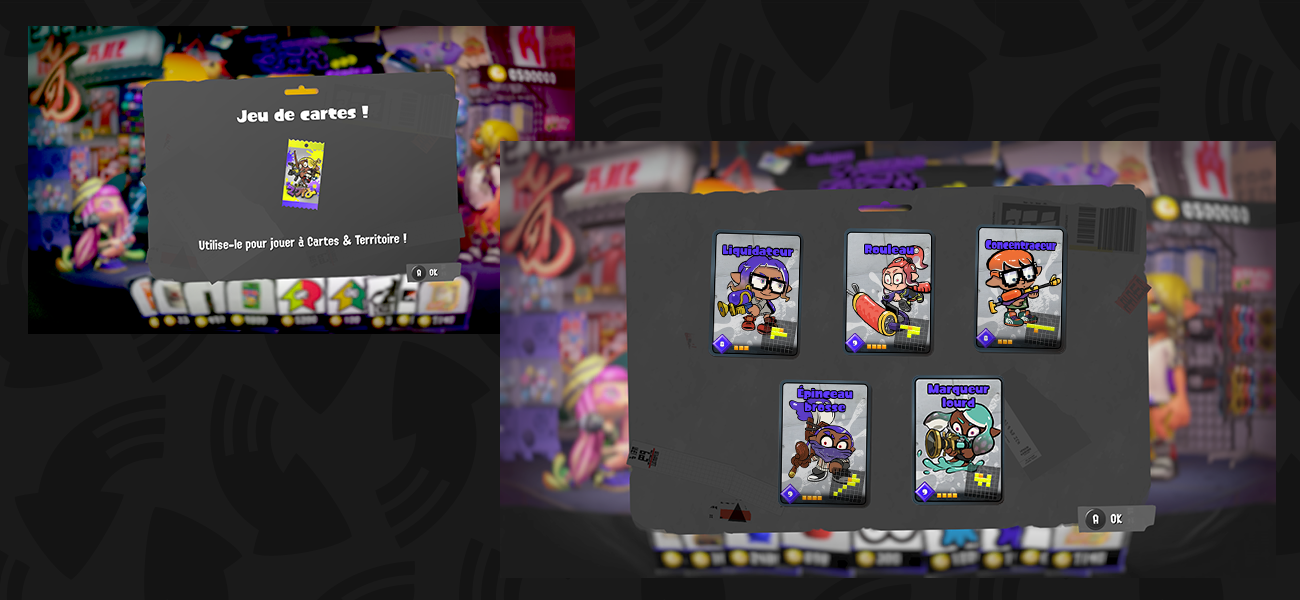 Jeu de cartes !
Utilise-le pour jouer à Cartes & Territoire !
A OK
Liquidateur
8
Rouleau
9
Concentraceur
8
Épinceau
brosse
9
Marqueur
lourd
9
A OK